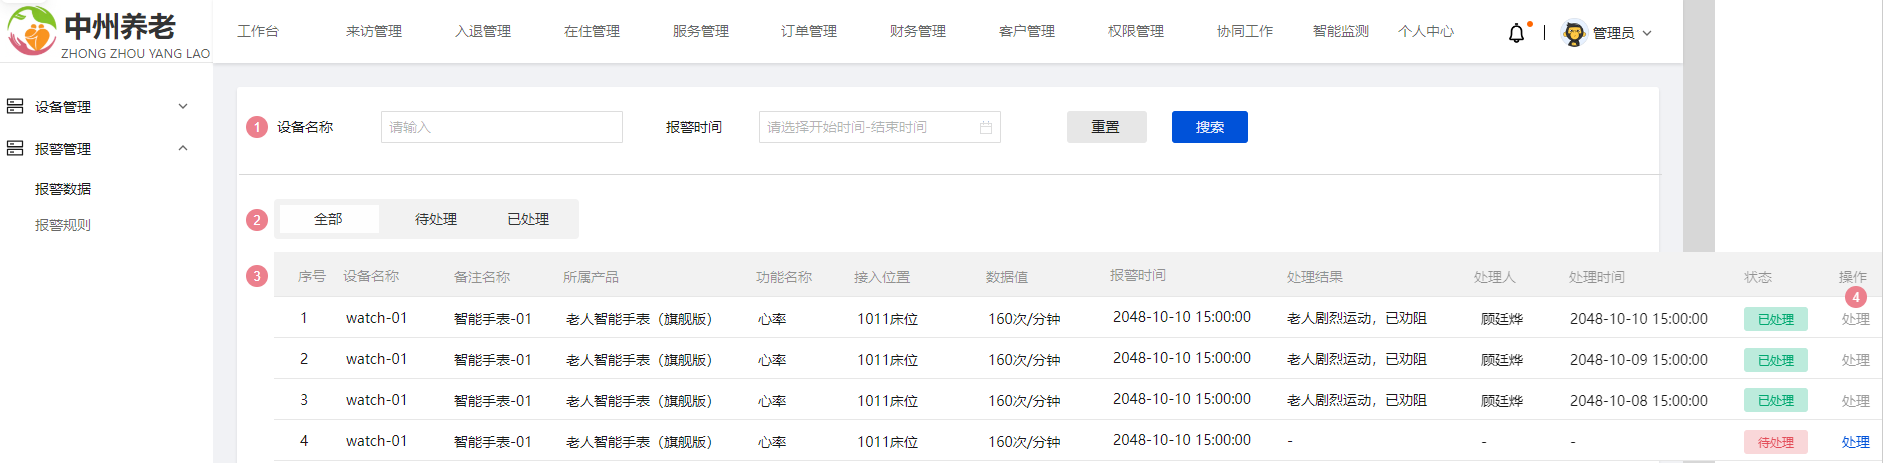 中州养老
ZHONG ZHOU YANG LAO
工作台 来访管理 入退管理 在住管理 服务管理 订单管理 财务管理 客户管理 权限管理 协同工作 智能监测 个人中心 管理员
设备管理
报警管理
报警数据
报警规则
1 设备名称 请输入 报警时间 请选择开始时间-结束时间 重置 搜索
2 全部 待处理 已处理
3 序号 设备名称 备注名称 所属产品 功能名称 接入位置 数据值 报警时间 处理结果 处理人 处理时间 状态 操作
4
1 watch-01 智能手表-01 老人智能手表（旗舰版） 心率 1011床位 160次/分钟 2048-10-10 15:00:00 老人剧烈运动，已劝阻 顾廷烨 2048-10-10 15:00:00 已处理 处理
2 watch-01 智能手表-01 老人智能手表（旗舰版） 心率 1011床位 160次/分钟 2048-10-10 15:00:00 老人剧烈运动，已劝阻 顾廷烨 2048-10-09 15:00:00 已处理 处理
3 watch-01 智能手表-01 老人智能手表（旗舰版） 心率 1011床位 160次/分钟 2048-10-10 15:00:00 老人剧烈运动，已劝阻 顾廷烨 2048-10-08 15:00:00 已处理 处理
4 watch-01 智能手表-01 老人智能手表（旗舰版） 心率 1011床位 160次/分钟 2048-10-10 15:00:00 - - - 待处理 处理